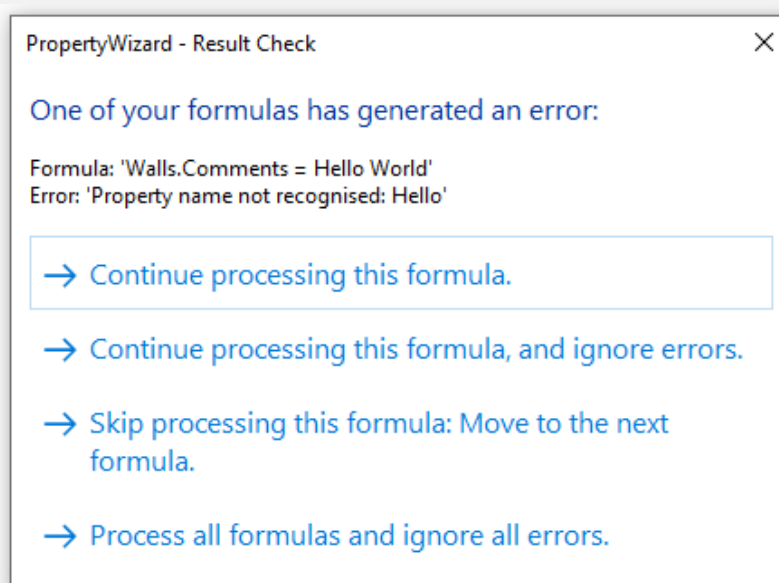 PropertyWizard - Result Check
One of your formulas has generated an error:
Formula: 'Walls.Comments = Hello World'
Error: 'Property name not recognised: Hello'
→ Continue processing this formula.
→ Continue processing this formula, and ignore errors.
→ Skip processing this formula: Move to the next
formula.
→ Process all formulas and ignore all errors.